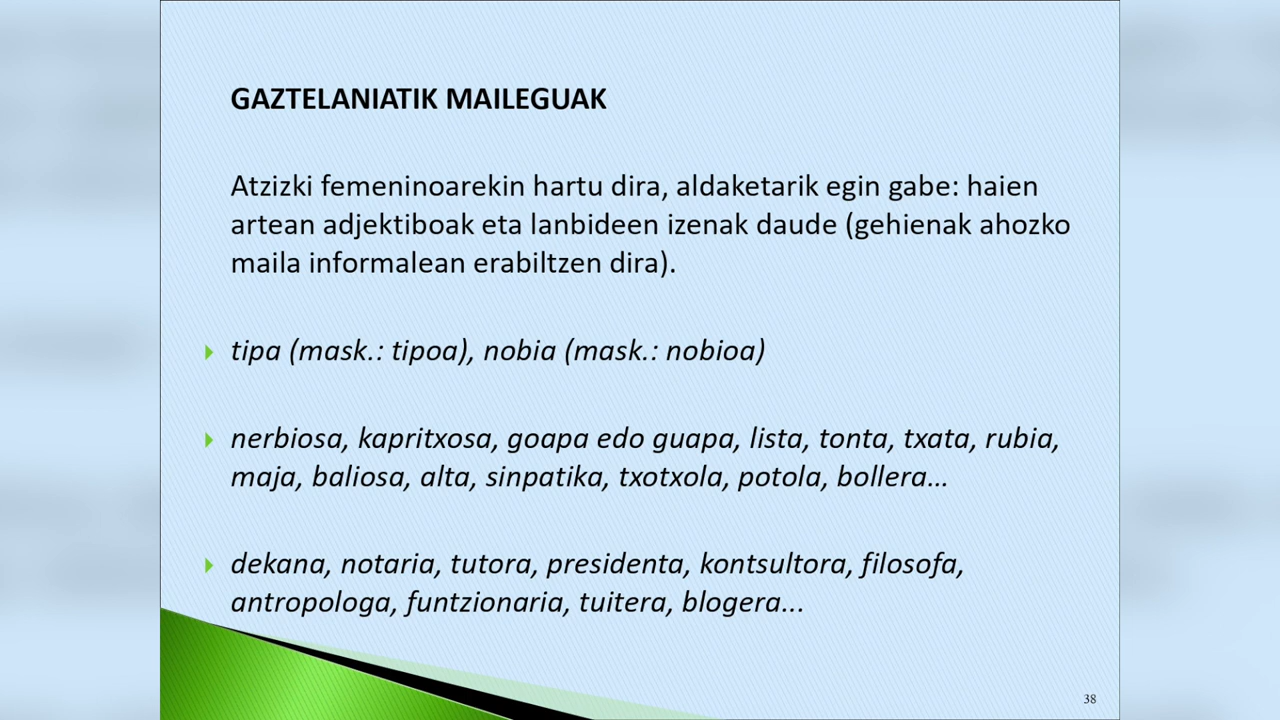 GAZTELANIATIK MAILEGUAK
Atzizki femeninoarekin hartu dira, aldaketarik egin gabe: haien
artean adjektiboak eta lanbideen izenak daude (gehienak ahozko
maila informalean erabiltzen dira).
tipa (mask.: tipoa), nobia (mask.: nobioa)
nerbiosa, kapritxosa, goapa edo guapa, lista, tonta, txata, rubia,
maja, baliosa, alta, sinpatika, txotxola, potola, bollera...
dekana, notaria, tutora, presidenta, kontsultora, filosofa,
antropologa, funtzionaria, tuitera, blogera...
38